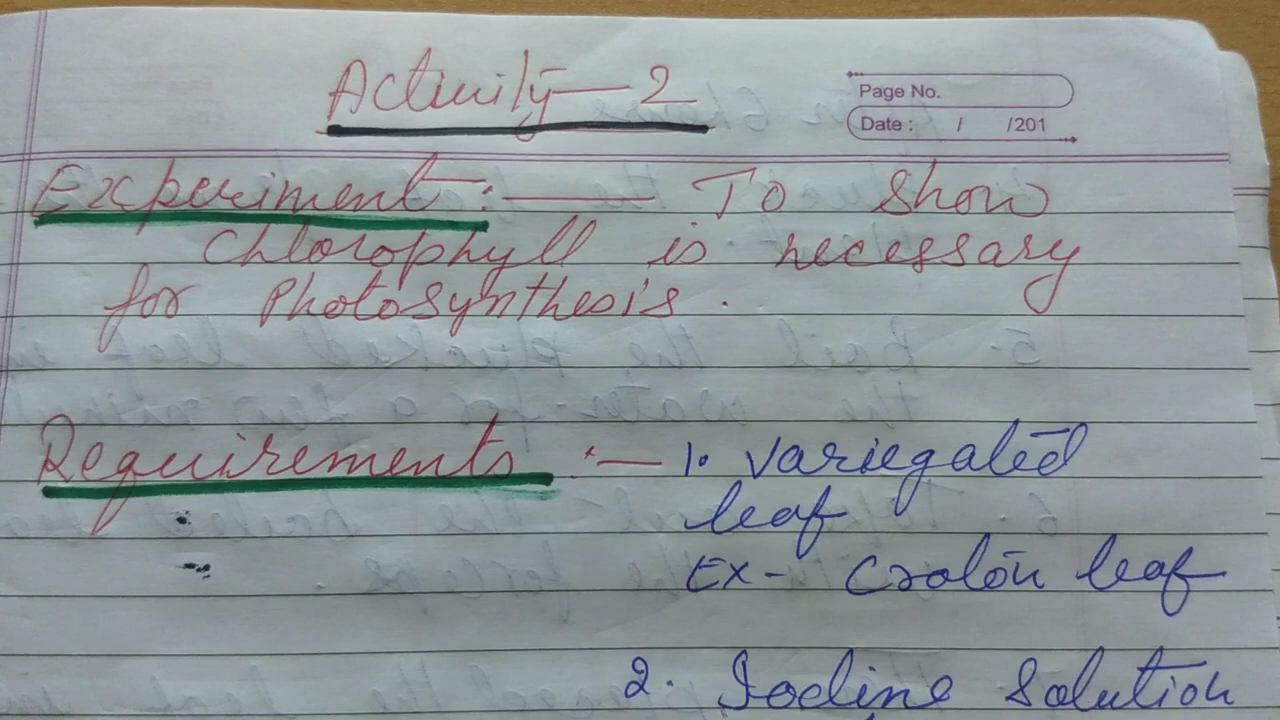 Activity - 2
Page No.
Date : / /201
Experiment :- To show
chlorophyll is necessary
for Photosynthesis.
Requirements :- 1. Variegated
leaf
Ex - Croton leaf
2. Iodine solution